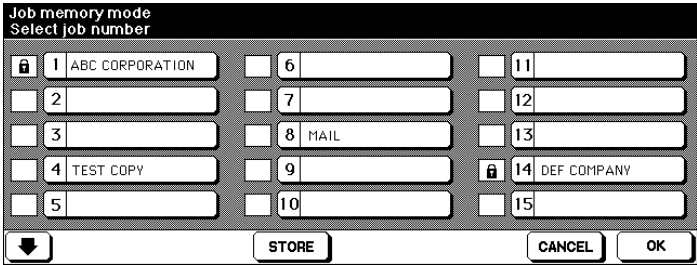 Job memory mode
Select job number
1 ABC CORPORATION 6 11
2 7 12
3 8 MAIL 13
4 TEST COPY 9 14 DEF COMPANY
5 10 15
STORE CANCEL OK